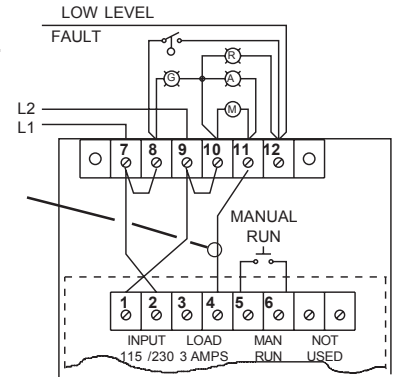 LOW LEVEL
FAULT
R
G
A
M
L2
L1
7 8 9 10 11 12
MANUAL
RUN
1 2 3 4 5 6
INPUT LOAD MAN NOT
115 /230 3 AMPS RUN USED